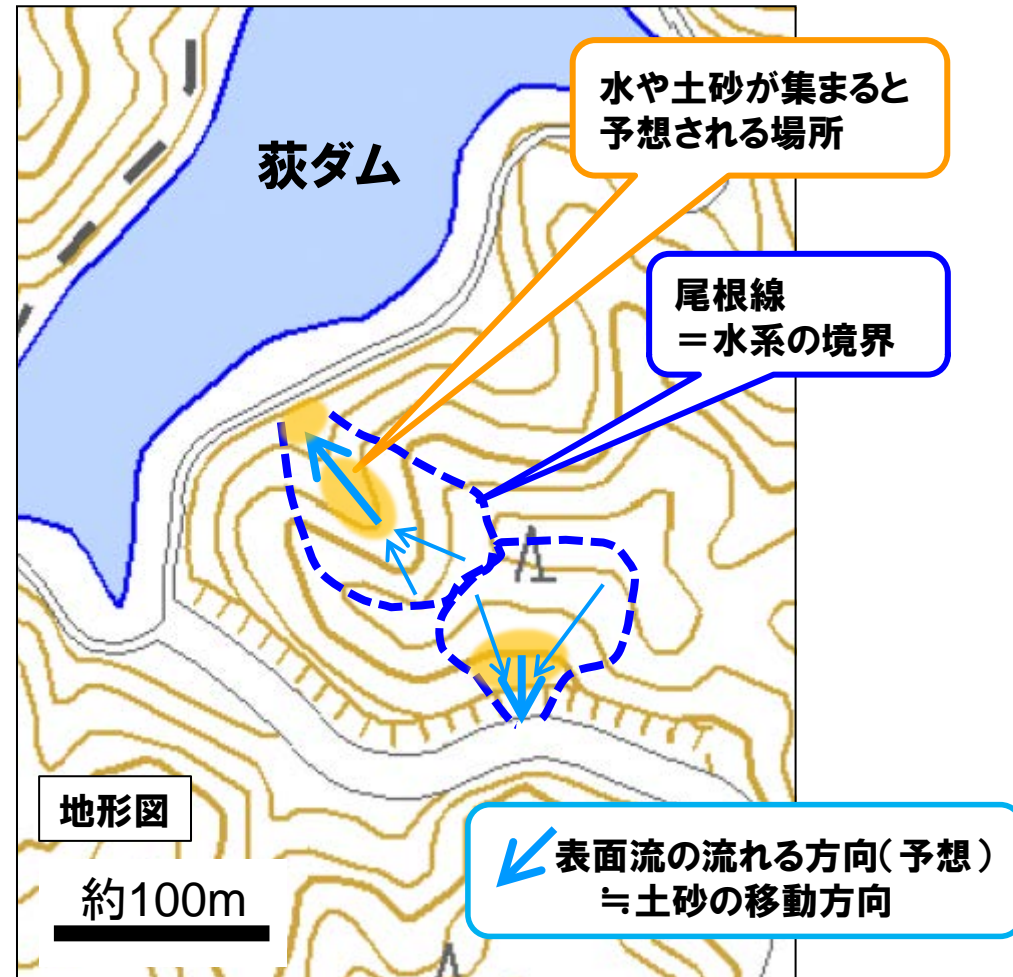 水や土砂が集まると
予想される場所
荻ダム
尾根線
＝水系の境界
地形図
約100m
表面流の流れる方向（予想）
≒土砂の移動方向